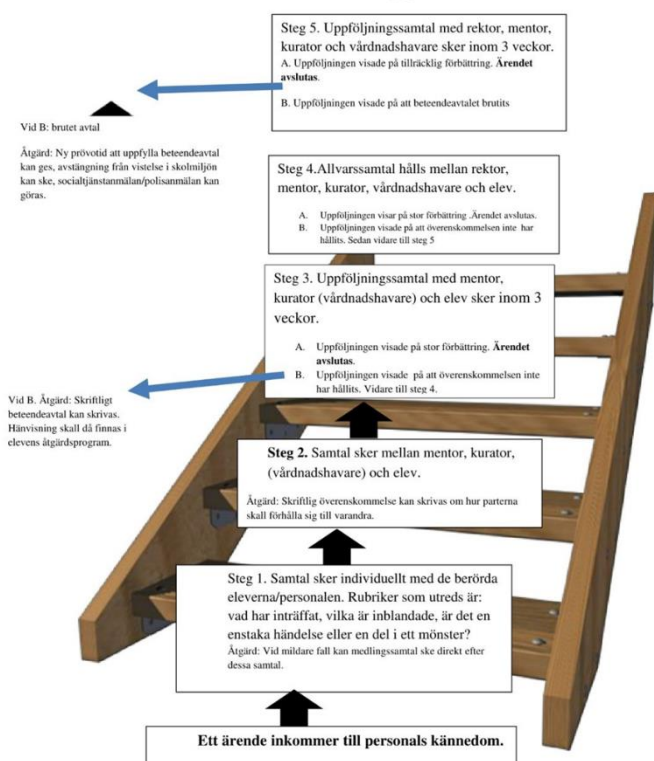 Steg 5. Uppföljningssamtal med rektor, mentor,
kurator och vårdnadshavare sker inom 3 veckor.
A. Uppföljningen visade på tillräcklig förbättring. Ärendet
avslutas.
B. Uppföljningen visade på att beteendeavtalet brutits
Vid B: brutet avtal
Åtgärd: Ny prövotid att uppfylla beteendeavtal
kan ges, avstängning från vistelse i skolmiljön
kan ske, socialtjänstanmälan/polisanmälan kan
göras.
Steg 4.Allvarssamtal hålls mellan rektor,
mentor, kurator, vårdnadshavare och elev.
A. Uppföljningen visar på stor förbättring .Ärendet avslutas.
B. Uppföljningen visade på att överenskommelsen inte har
hållits. Sedan vidare till steg 5
Steg 3. Uppföljningssamtal med mentor,
kurator (vårdnadshavare) och elev sker inom 3
veckor.
A. Uppföljningen visade på stor förbättring. Ärendet
avslutas.
B. Uppföljningen visade på att överenskommelsen inte
har hållits. Vidare till steg 4.
Vid B. Åtgärd: Skriftligt
beteendeavtal kan skrivas.
Hänvisning skall då finnas i
elevens åtgärdsprogram.
Steg 2. Samtal sker mellan mentor, kurator,
(vårdnadshavare) och elev.
Åtgärd: Skriftlig överenskommelse kan skrivas om hur parterna
skall förhålla sig till varandra.
Steg 1. Samtal sker individuellt med de berörda
eleverna/personalen. Rubriker som utreds är:
vad har inträffat, vilka är inblandade, är det en
enstaka händelse eller en del i ett mönster?
Åtgärd: Vid mildare fall kan medlingssamtal ske direkt efter
dessa samtal.
Ett ärende inkommer till personals kännedom.